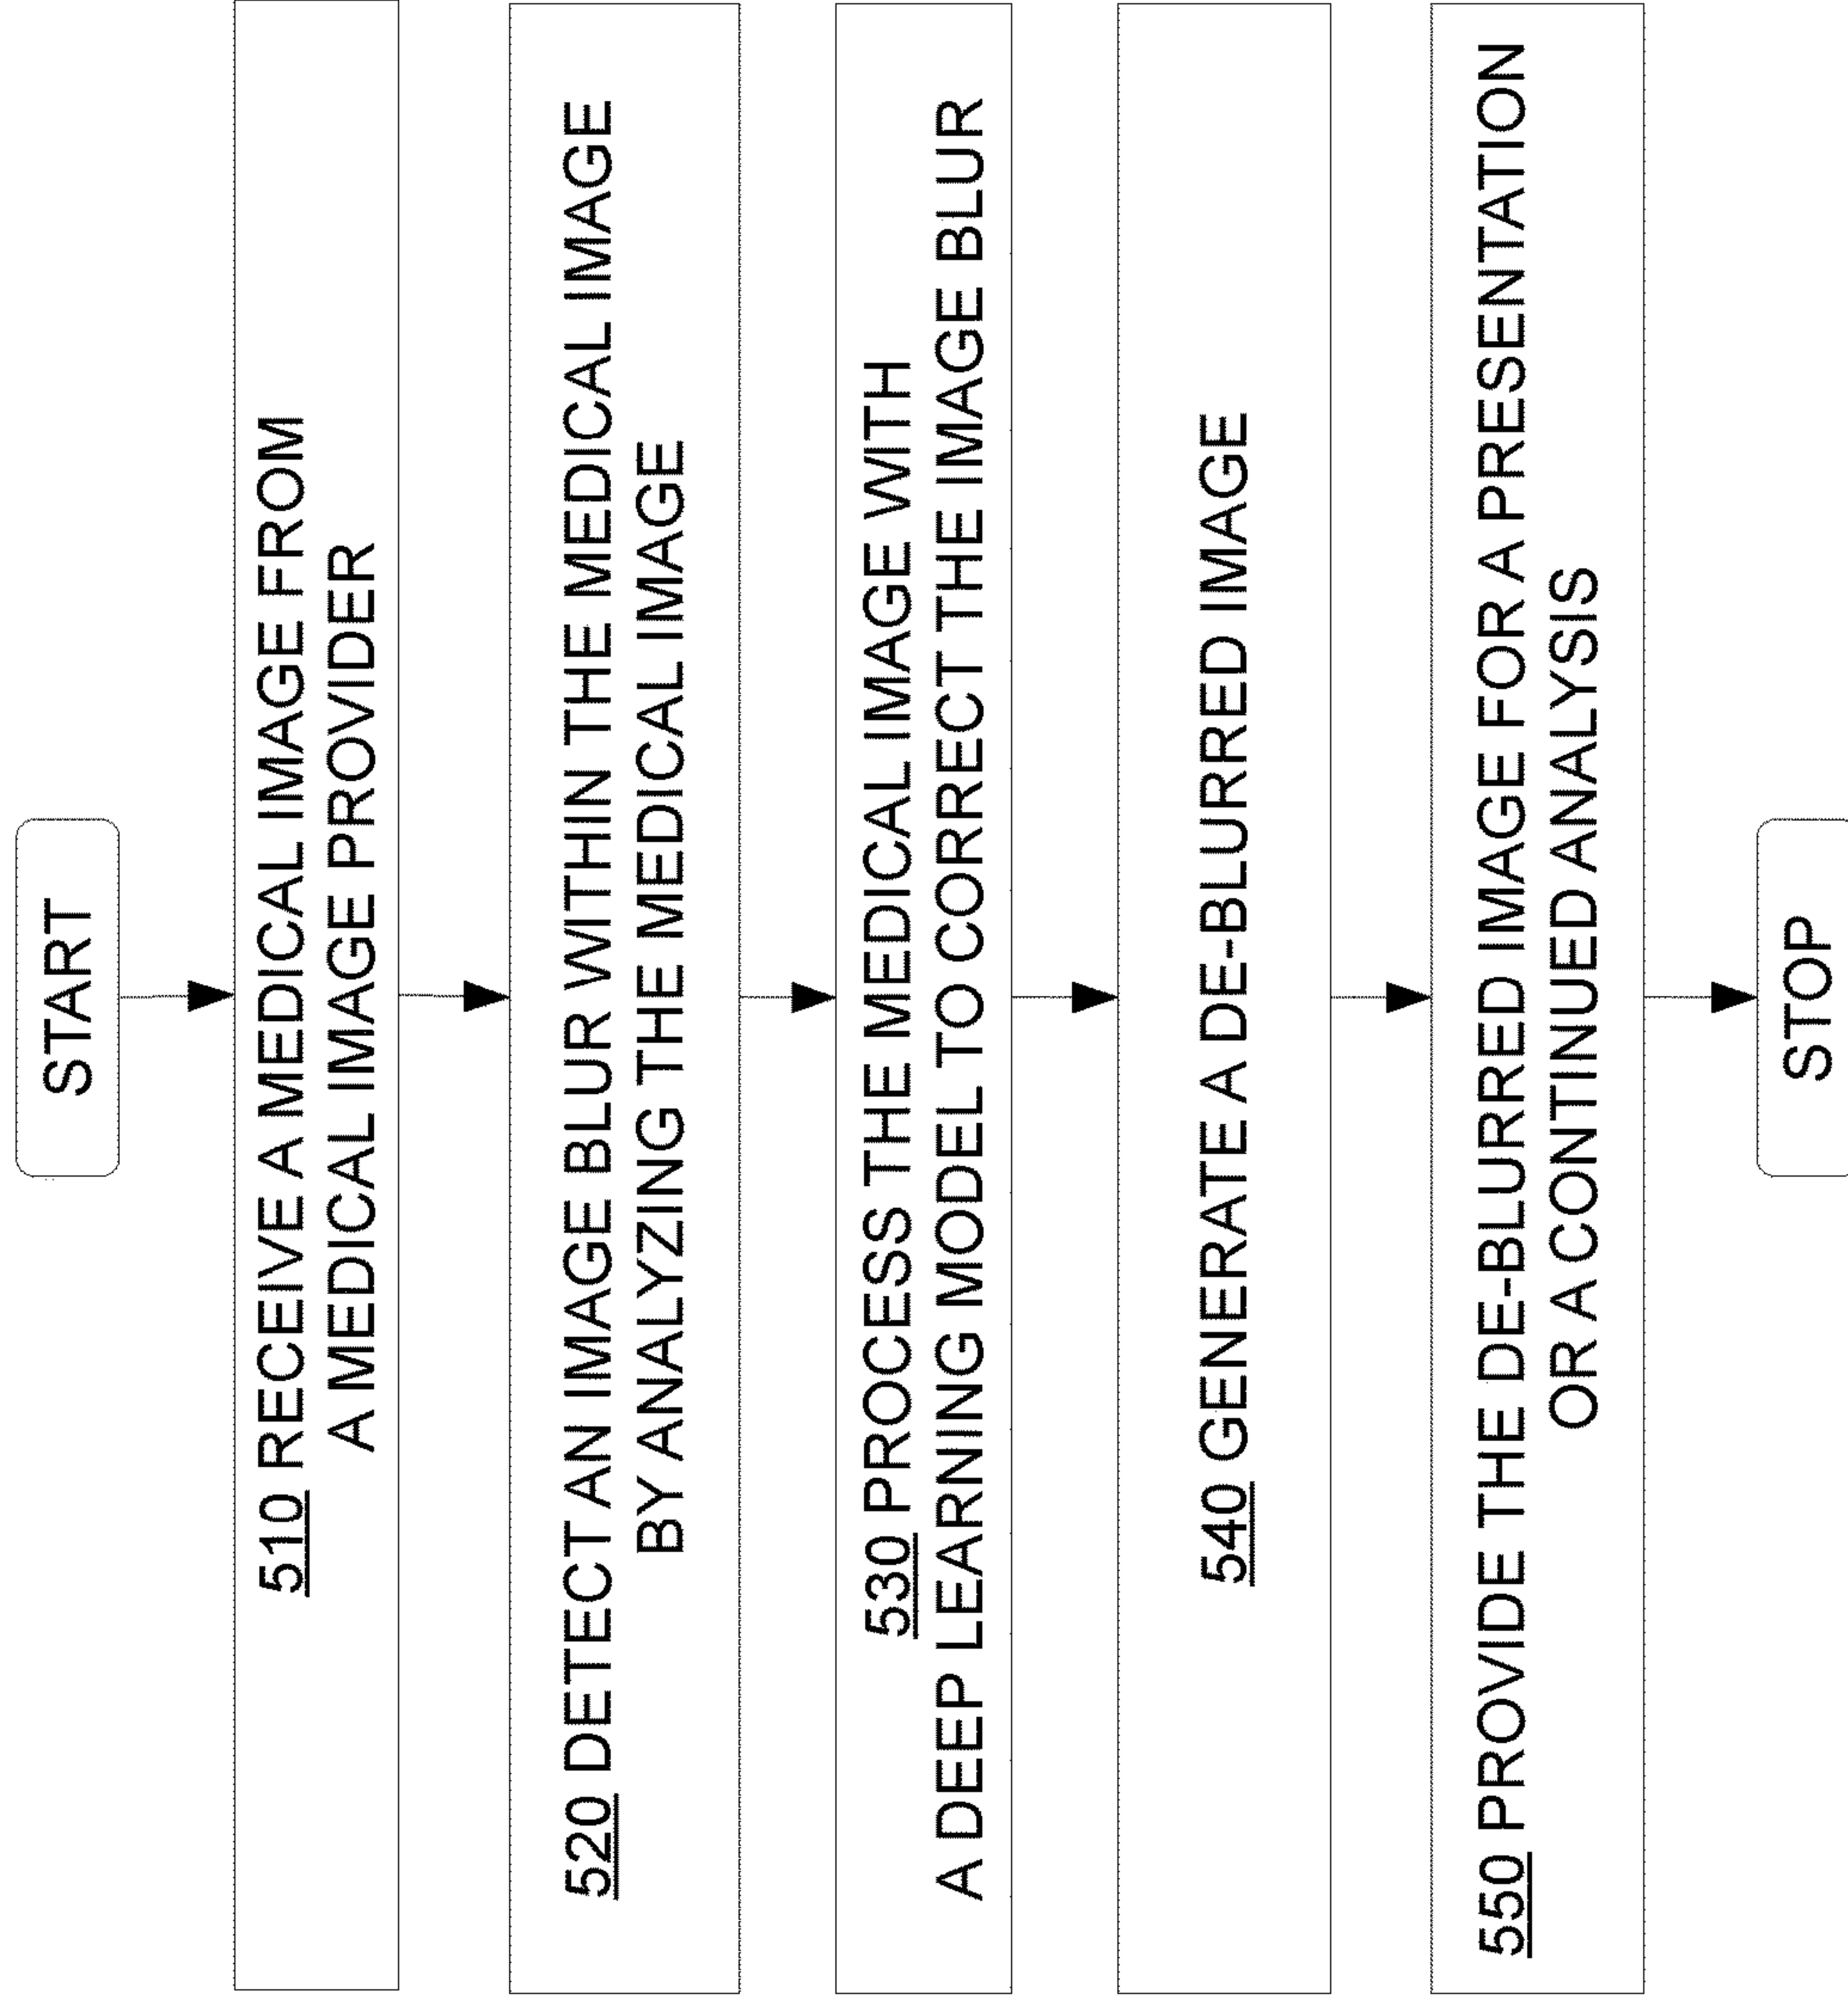 START
510 RECEIVE A MEDICAL IMAGE FROM
A MEDICAL IMAGE PROVIDER
520 DETECT AN IMAGE BLUR WITHIN THE MEDICAL IMAGE
BY ANALYZING THE MEDICAL IMAGE
530 PROCESS THE MEDICAL IMAGE WITH
A DEEP LEARNING MODEL TO CORRECT THE IMAGE BLUR
540 GENERATE A DE-BLURRED IMAGE
550 PROVIDE THE DE-BLURRED IMAGE FOR A PRESENTATION
OR A CONTINUED ANALYSIS
STOP